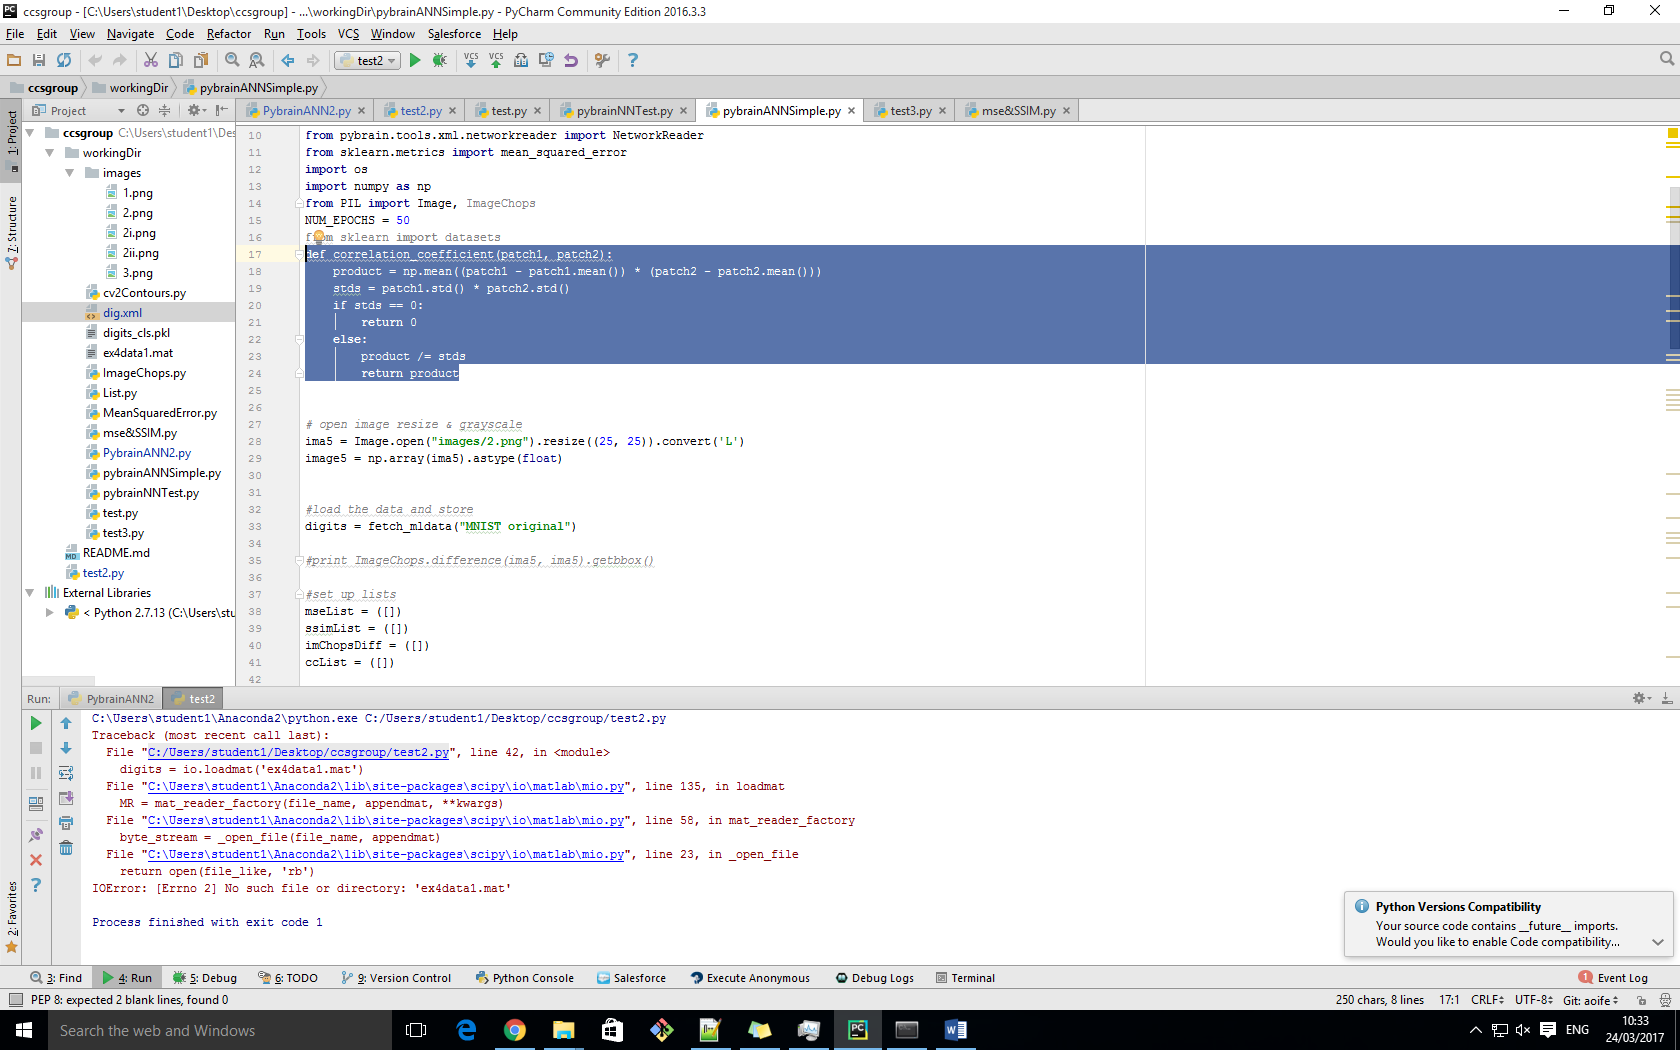 ccsgroup - [C:\Users\student1\Desktop\ccsgroup] - ...\workingDir\pybrainANNSimple.py - PyCharm Community Edition 2016.3.3
File Edit View Navigate Code Refactor Run Tools VCS Window Salesforce Help
test2
VCS VCS
ccsgroup workingDir pybrainANNSimple.py
Project
PybrainANN2.py test2.py test.py pybrainNNTest.py pybrainANNSimple.py test3.py mse&SSIM.py
1: Project
7: Structure
2: Favorites
ccsgroup C:\Users\student1\Des
workingDir
images
1.png
2.png
2i.png
2ii.png
3.png
cv2Contours.py
dig.xml
digits_cls.pkl
ex4data1.mat
ImageChops.py
List.py
MeanSquaredError.py
mse&SSIM.py
PybrainANN2.py
pybrainANNSimple.py
pybrainNNTest.py
test.py
test3.py
README.md
test2.py
External Libraries
< Python 2.7.13 (C:\Users\stu
10 from pybrain.tools.xml.networkreader import NetworkReader
11 from sklearn.metrics import mean_squared_error
12 import os
13 import numpy as np
14 from PIL import Image, ImageChops
15 NUM_EPOCHS = 50
16 from sklearn import datasets
17 def correlation_coefficient(patch1, patch2):
18 product = np.mean((patch1 - patch1.mean()) * (patch2 - patch2.mean()))
19 stds = patch1.std() * patch2.std()
20 if stds == 0:
21 return 0
22 else:
23 product /= stds
24 return product
25
26
27 # open image resize & grayscale
28 ima5 = Image.open("images/2.png").resize((25, 25)).convert('L')
29 image5 = np.array(ima5).astype(float)
30
31
32 #load the data and store
33 digits = fetch_mldata("MNIST original")
34
35 #print ImageChops.difference(ima5, ima5).getbbox()
36
37 #set up lists
38 mseList = ([])
39 ssimList = ([])
40 imChopsDiff = ([])
41 ccList = ([])
42
Run: PybrainANN2 test2
C:\Users\student1\Anaconda2\python.exe C:/Users/student1/Desktop/ccsgroup/test2.py
Traceback (most recent call last):
File "C:/Users/student1/Desktop/ccsgroup/test2.py", line 42, in <module>
digits = io.loadmat('ex4data1.mat')
File "C:\Users\student1\Anaconda2\lib\site-packages\scipy\io\matlab\mio.py", line 135, in loadmat
MR = mat_reader_factory(file_name, appendmat, **kwargs)
File "C:\Users\student1\Anaconda2\lib\site-packages\scipy\io\matlab\mio.py", line 58, in mat_reader_factory
byte_stream = _open_file(file_name, appendmat)
File "C:\Users\student1\Anaconda2\lib\site-packages\scipy\io\matlab\mio.py", line 23, in _open_file
return open(file_like, 'rb')
IOError: [Errno 2] No such file or directory: 'ex4data1.mat'
Process finished with exit code 1
Python Versions Compatibility
Your source code contains __future__ imports.
Would you like to enable Code compatibility...
3: Find 4: Run 5: Debug 6: TODO 9: Version Control Python Console Salesforce Execute Anonymous Debug Logs Terminal 1 Event Log
PEP 8: expected 2 blank lines, found 0 250 chars, 8 lines 17:1 CRLF UTF-8 Git: aoife
Search the web and Windows
ENG
10:33
24/03/2017